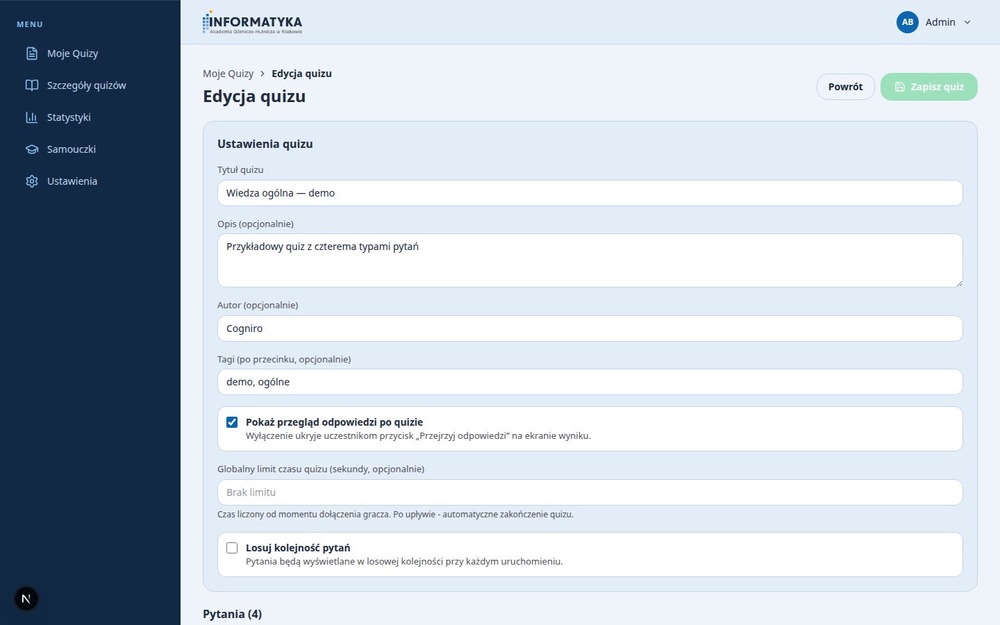 MENU
Moje Quizy
Szczegóły quizów
Statystyki
Samouczki
Ustawienia
N
INFORMATYKA
Akademia Górniczo-Hutnicza w Krakowie
AB
Admin
Moje Quizy > Edycja quizu
Edycja quizu
Powrót
Zapisz quiz
Ustawienia quizu
Tytuł quizu
Wiedza ogólna — demo
Opis (opcjonalnie)
Przykładowy quiz z czterema typami pytań
Autor (opcjonalnie)
Cogniro
Tagi (po przecinku, opcjonalnie)
demo, ogólne
Pokaż przegląd odpowiedzi po quizie
Wyłączenie ukryje uczestnikom przycisk „Przejrzyj odpowiedzi” na ekranie wyniku.
Globalny limit czasu quizu (sekundy, opcjonalnie)
Brak limitu
Czas liczony od momentu dołączenia gracza. Po upływie - automatyczne zakończenie quizu.
Losuj kolejność pytań
Pytania będą wyświetlane w losowej kolejności przy każdym uruchomieniu.
Pytania (4)